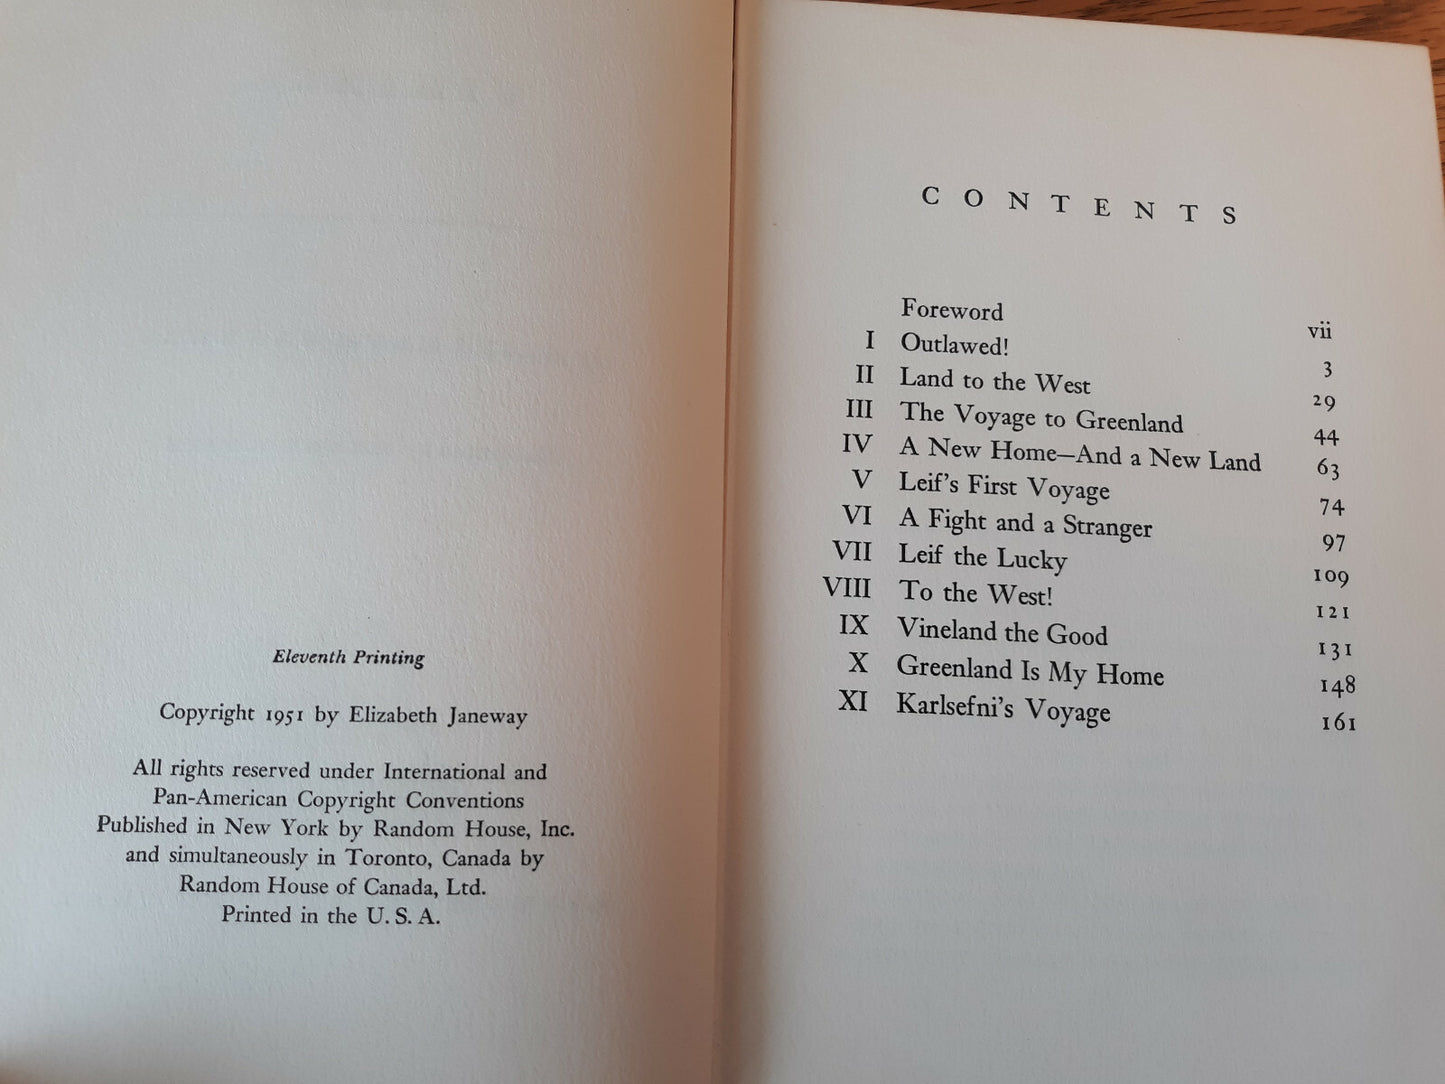 Eleventh Printing
Copyright 1951 by Elizabeth Janeway
All rights reserved under International and
Pan-American Copyright Conventions
Published in New York by Random House, Inc.
and simultaneously in Toronto, Canada by
Random House of Canada, Ltd.
Printed in the U. S. A.
CONTENTS
Foreword vii
I Outlawed! 3
II Land to the West 29
III The Voyage to Greenland 44
IV A New Home—And a New Land 63
V Leif's First Voyage 74
VI A Fight and a Stranger 97
VII Leif the Lucky 109
VIII To the West! 121
IX Vineland the Good 131
X Greenland Is My Home 148
XI Karlsefni's Voyage 161